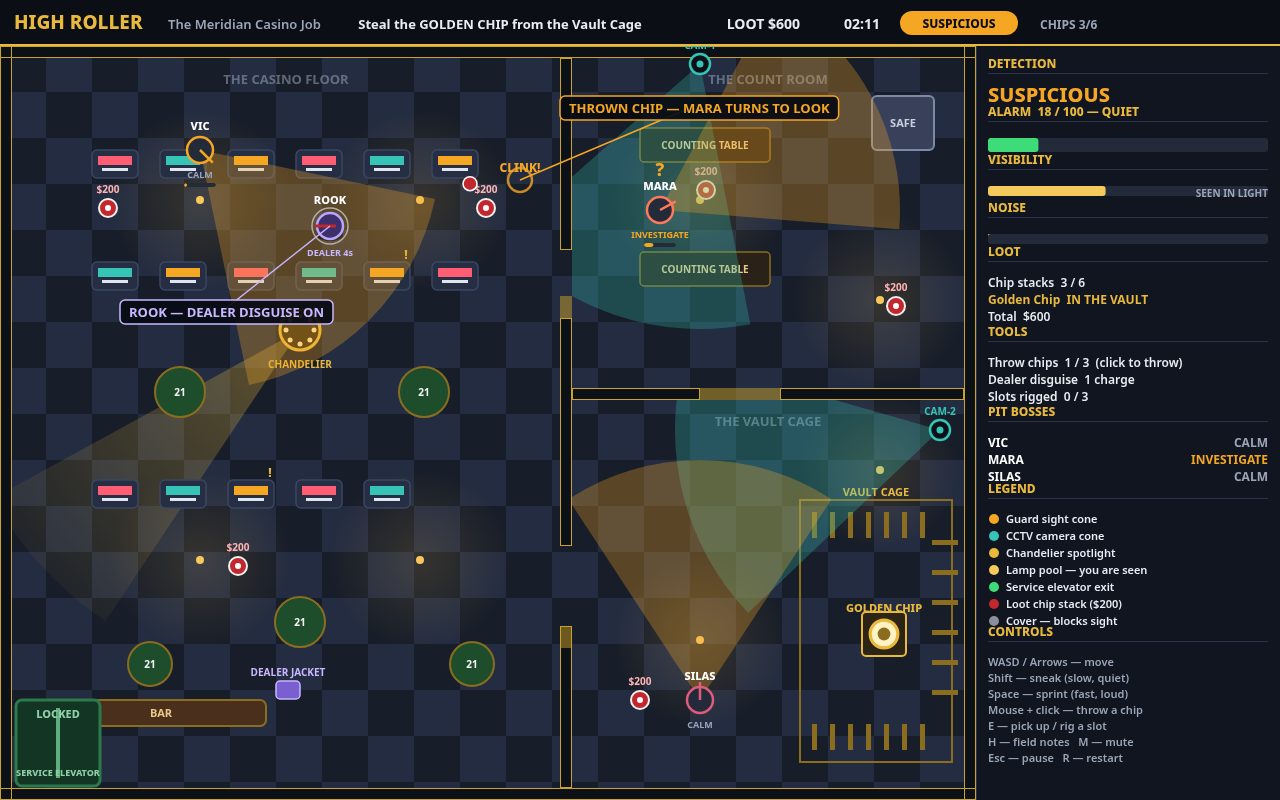 HIGH ROLLER
The Meridian Casino Job
Steal the GOLDEN CHIP from the Vault Cage
LOOT $600
02:11
SUSPICIOUS
CHIPS 3/6
THE CASINO FLOOR
THE COUNT ROOM
THROWN CHIP — MARA TURNS TO LOOK
SAFE
VIC
CALM
COUNTING TABLE
CLINK!
?
$200
$200
$200
MARA
ROOK
DEALER 4s
INVESTIGATE
!
COUNTING TABLE
$200
ROOK — DEALER DISGUISE ON
CHANDELIER
21
21
THE VAULT CAGE
CAM-2
!
VAULT CAGE
$200
GOLDEN CHIP
21
21
21
DEALER JACKET
$200
SILAS
CALM
LOCKED
BAR
SERVICE ELEVATOR
DETECTION
SUSPICIOUS
ALARM 18 / 100 — QUIET
VISIBILITY
SEEN IN LIGHT
NOISE
LOOT
Chip stacks 3 / 6
Golden Chip IN THE VAULT
Total $600
TOOLS
Throw chips 1 / 3 (click to throw)
Dealer disguise 1 charge
Slots rigged 0 / 3
PIT BOSSES
VIC CALM
MARA INVESTIGATE
SILAS CALM
LEGEND
Guard sight cone
CCTV camera cone
Chandelier spotlight
Lamp pool — you are seen
Service elevator exit
Loot chip stack ($200)
Cover — blocks sight
CONTROLS
WASD / Arrows — move
Shift — sneak (slow, quiet)
Space — sprint (fast, loud)
Mouse + click — throw a chip
E — pick up / rig a slot
H — field notes M — mute
Esc — pause R — restart